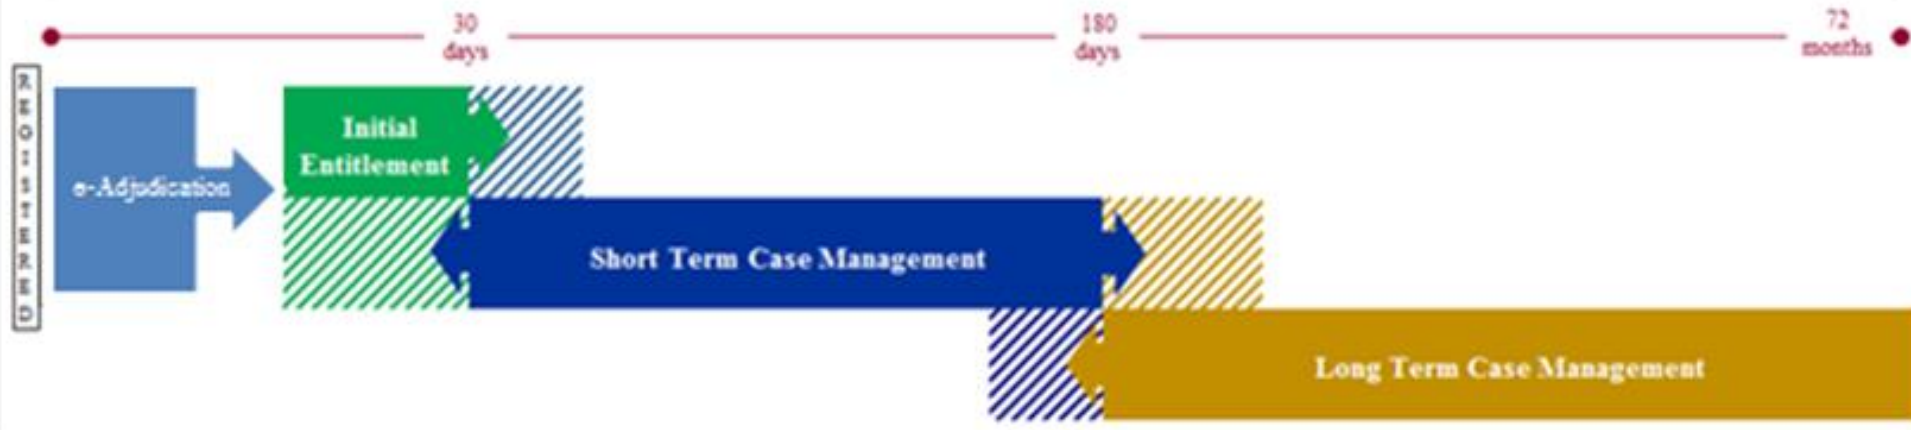 30
days
180
days
72
months
REGISTERED
e-Adjudication
Initial
Entitlement
Short Term Case Management
Long Term Case Management